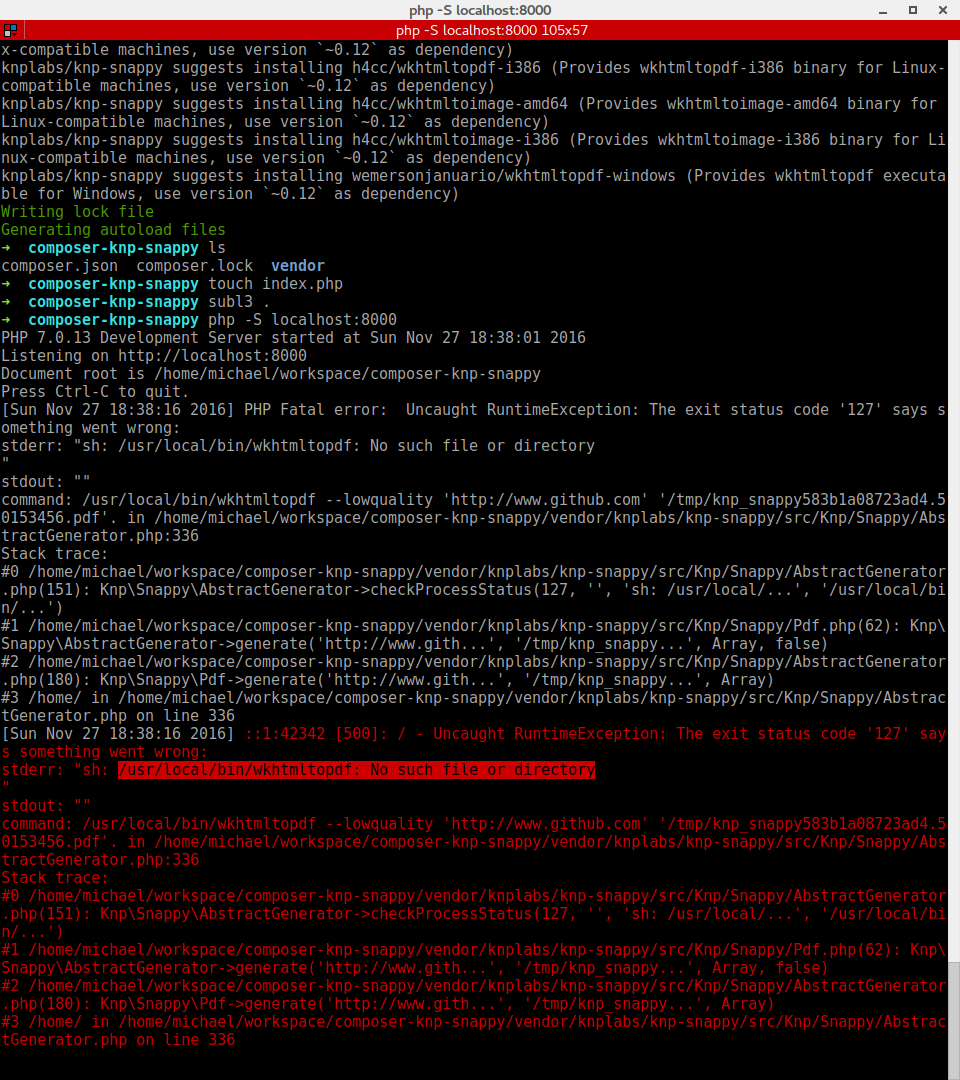 php -S localhost:8000
php -S localhost:8000 105x57
x-compatible machines, use version `~0.12` as dependency)
knplabs/knp-snappy suggests installing h4cc/wkhtmltopdf-i386 (Provides wkhtmltopdf-i386 binary for Linux-
compatible machines, use version `~0.12` as dependency)
knplabs/knp-snappy suggests installing h4cc/wkhtmltoimage-amd64 (Provides wkhtmltoimage-amd64 binary for
Linux-compatible machines, use version `~0.12` as dependency)
knplabs/knp-snappy suggests installing h4cc/wkhtmltoimage-i386 (Provides wkhtmltoimage-i386 binary for Li
nux-compatible machines, use version `~0.12` as dependency)
knplabs/knp-snappy suggests installing wemersonjanuario/wkhtmltopdf-windows (Provides wkhtmltopdf executa
ble for Windows, use version `~0.12` as dependency)
Writing lock file
Generating autoload files
➜  composer-knp-snappy ls
composer.json  composer.lock  vendor
➜  composer-knp-snappy touch index.php
➜  composer-knp-snappy subl3 .
➜  composer-knp-snappy php -S localhost:8000
PHP 7.0.13 Development Server started at Sun Nov 27 18:38:01 2016
Listening on http://localhost:8000
Document root is /home/michael/workspace/composer-knp-snappy
Press Ctrl-C to quit.
[Sun Nov 27 18:38:16 2016] PHP Fatal error:  Uncaught RuntimeException: The exit status code '127' says s
omething went wrong:
stderr: "sh: /usr/local/bin/wkhtmltopdf: No such file or directory
"
stdout: ""
command: /usr/local/bin/wkhtmltopdf --lowquality 'http://www.github.com' '/tmp/knp_snappy583b1a08723ad4.5
0153456.pdf'. in /home/michael/workspace/composer-knp-snappy/vendor/knplabs/knp-snappy/src/Knp/Snappy/Abs
tractGenerator.php:336
Stack trace:
#0 /home/michael/workspace/composer-knp-snappy/vendor/knplabs/knp-snappy/src/Knp/Snappy/AbstractGenerator
.php(151): Knp\Snappy\AbstractGenerator->checkProcessStatus(127, '', 'sh: /usr/local/...', '/usr/local/bi
n/...')
#1 /home/michael/workspace/composer-knp-snappy/vendor/knplabs/knp-snappy/src/Knp/Snappy/Pdf.php(62): Knp\
Snappy\AbstractGenerator->generate('http://www.gith...', '/tmp/knp_snappy...', Array, false)
#2 /home/michael/workspace/composer-knp-snappy/vendor/knplabs/knp-snappy/src/Knp/Snappy/AbstractGenerator
.php(180): Knp\Snappy\Pdf->generate('http://www.gith...', '/tmp/knp_snappy...', Array)
#3 /home/ in /home/michael/workspace/composer-knp-snappy/vendor/knplabs/knp-snappy/src/Knp/Snappy/Abstrac
tGenerator.php on line 336
[Sun Nov 27 18:38:16 2016] ::1:42342 [500]: / - Uncaught RuntimeException: The exit status code '127' say
s something went wrong:
stderr: "sh: /usr/local/bin/wkhtmltopdf: No such file or directory
"
stdout: ""
command: /usr/local/bin/wkhtmltopdf --lowquality 'http://www.github.com' '/tmp/knp_snappy583b1a08723ad4.5
0153456.pdf'. in /home/michael/workspace/composer-knp-snappy/vendor/knplabs/knp-snappy/src/Knp/Snappy/Abs
tractGenerator.php:336
Stack trace:
#0 /home/michael/workspace/composer-knp-snappy/vendor/knplabs/knp-snappy/src/Knp/Snappy/AbstractGenerator
.php(151): Knp\Snappy\AbstractGenerator->checkProcessStatus(127, '', 'sh: /usr/local/...', '/usr/local/bi
n/...')
#1 /home/michael/workspace/composer-knp-snappy/vendor/knplabs/knp-snappy/src/Knp/Snappy/Pdf.php(62): Knp\
Snappy\AbstractGenerator->generate('http://www.gith...', '/tmp/knp_snappy...', Array, false)
#2 /home/michael/workspace/composer-knp-snappy/vendor/knplabs/knp-snappy/src/Knp/Snappy/AbstractGenerator
.php(180): Knp\Snappy\Pdf->generate('http://www.gith...', '/tmp/knp_snappy...', Array)
#3 /home/ in /home/michael/workspace/composer-knp-snappy/vendor/knplabs/knp-snappy/src/Knp/Snappy/Abstrac
tGenerator.php on line 336